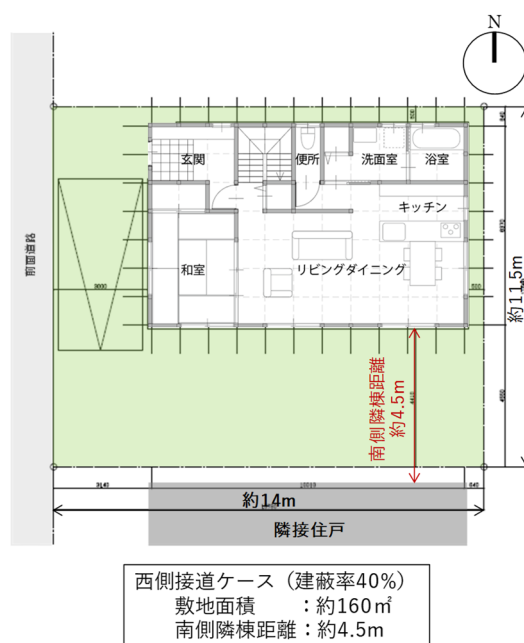 N
玄関
便所
洗面室
浴室
キッチン
前面道路
和室
リビングダイニング
約11.5m
南側隣棟距離
約4.5m
約14m
隣接住戸
西側接道ケース（建蔽率40%）
敷地面積　　：約160㎡
南側隣棟距離：約4.5m